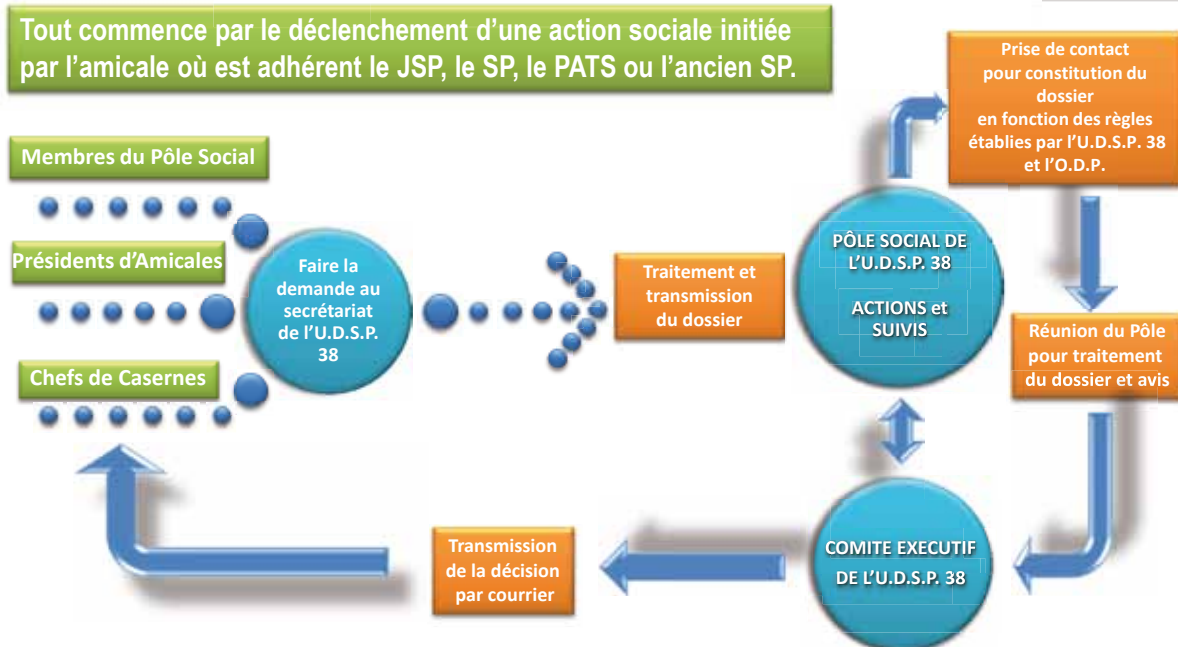 Tout commence par le déclenchement d’une action sociale initiée
par l’amicale où est adhérent le JSP, le SP, le PATS ou l’ancien SP.
Prise de contact
pour constitution du
dossier
en fonction des règles
établies par l’U.D.S.P. 38
et l’O.D.P.
Membres du Pôle Social
Présidents d’Amicales
Chefs de Casernes
Faire la
demande au
secrétariat
de l’U.D.S.P.
38
Traitement et
transmission
du dossier
PÔLE SOCIAL DE
L’U.D.S.P. 38
ACTIONS et
SUIVIS
Réunion du Pôle
pour traitement
du dossier et avis
COMITE EXECUTIF
DE L’U.D.S.P. 38
Transmission
de la décision
par courrier